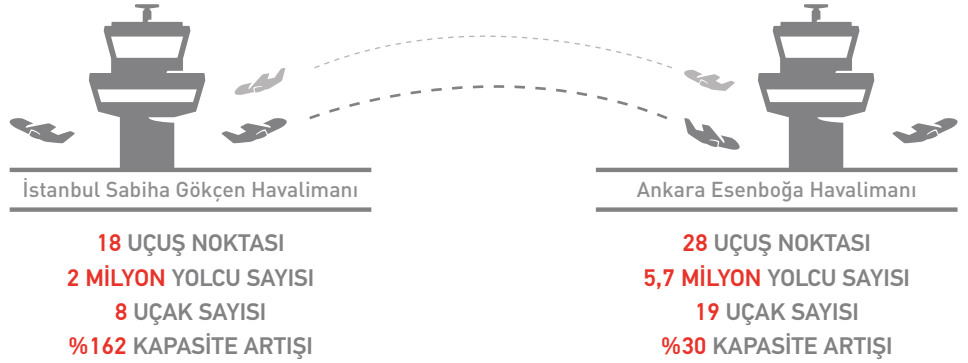 İstanbul Sabiha Gökçen Havalimanı
18 UÇUŞ NOKTASI
2 MİLYON YOLCU SAYISI
8 UÇAK SAYISI
%162 KAPASİTE ARTIŞI
Ankara Esenboğa Havalimanı
28 UÇUŞ NOKTASI
5,7 MİLYON YOLCU SAYISI
19 UÇAK SAYISI
%30 KAPASİTE ARTIŞI